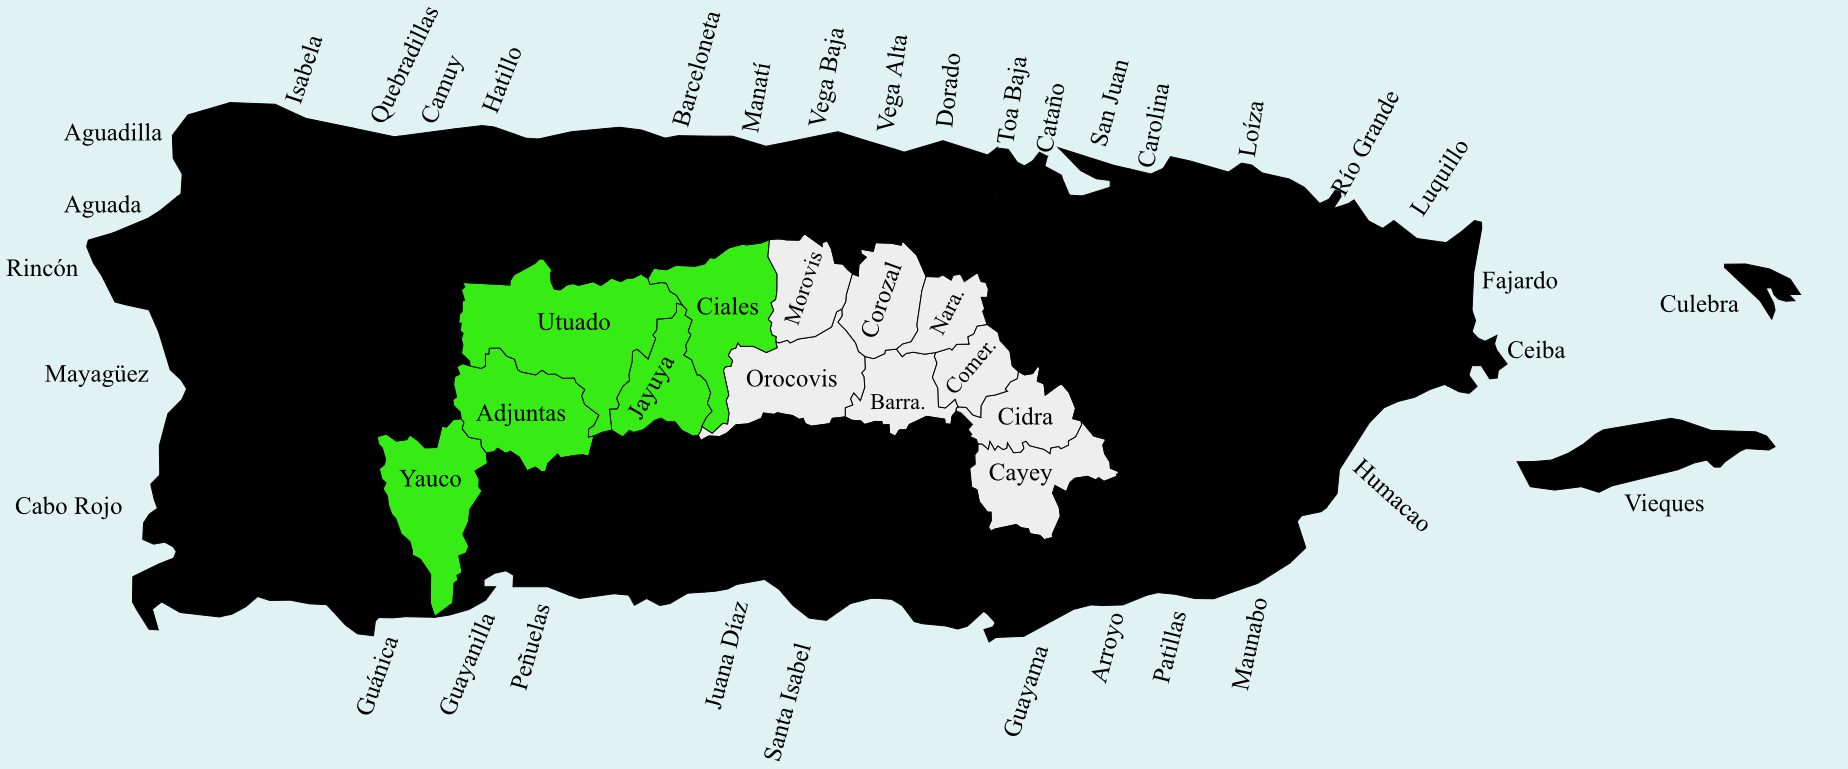 Isabela
Quebradillas
Camuy
Hatillo
Barceloneta
Manatí
Vega Baja
Vega Alta
Dorado
Toa Baja
Cataño
San Juan
Carolina
Loíza
Río Grande
Luquillo
Aguadilla
Aguada
Rincón
Mayagüez
Cabo Rojo
Utuado
Ciales
Morovis
Corozal
Nara.
Jayuya
Orocovis
Comer.
Adjuntas
Barra.
Cidra
Yauco
Cayey
Fajardo
Culebra
Ceiba
Humacao
Vieques
Guánica
Guayanilla
Peñuelas
Juana Díaz
Santa Isabel
Guayama
Arroyo
Patillas
Maunabo